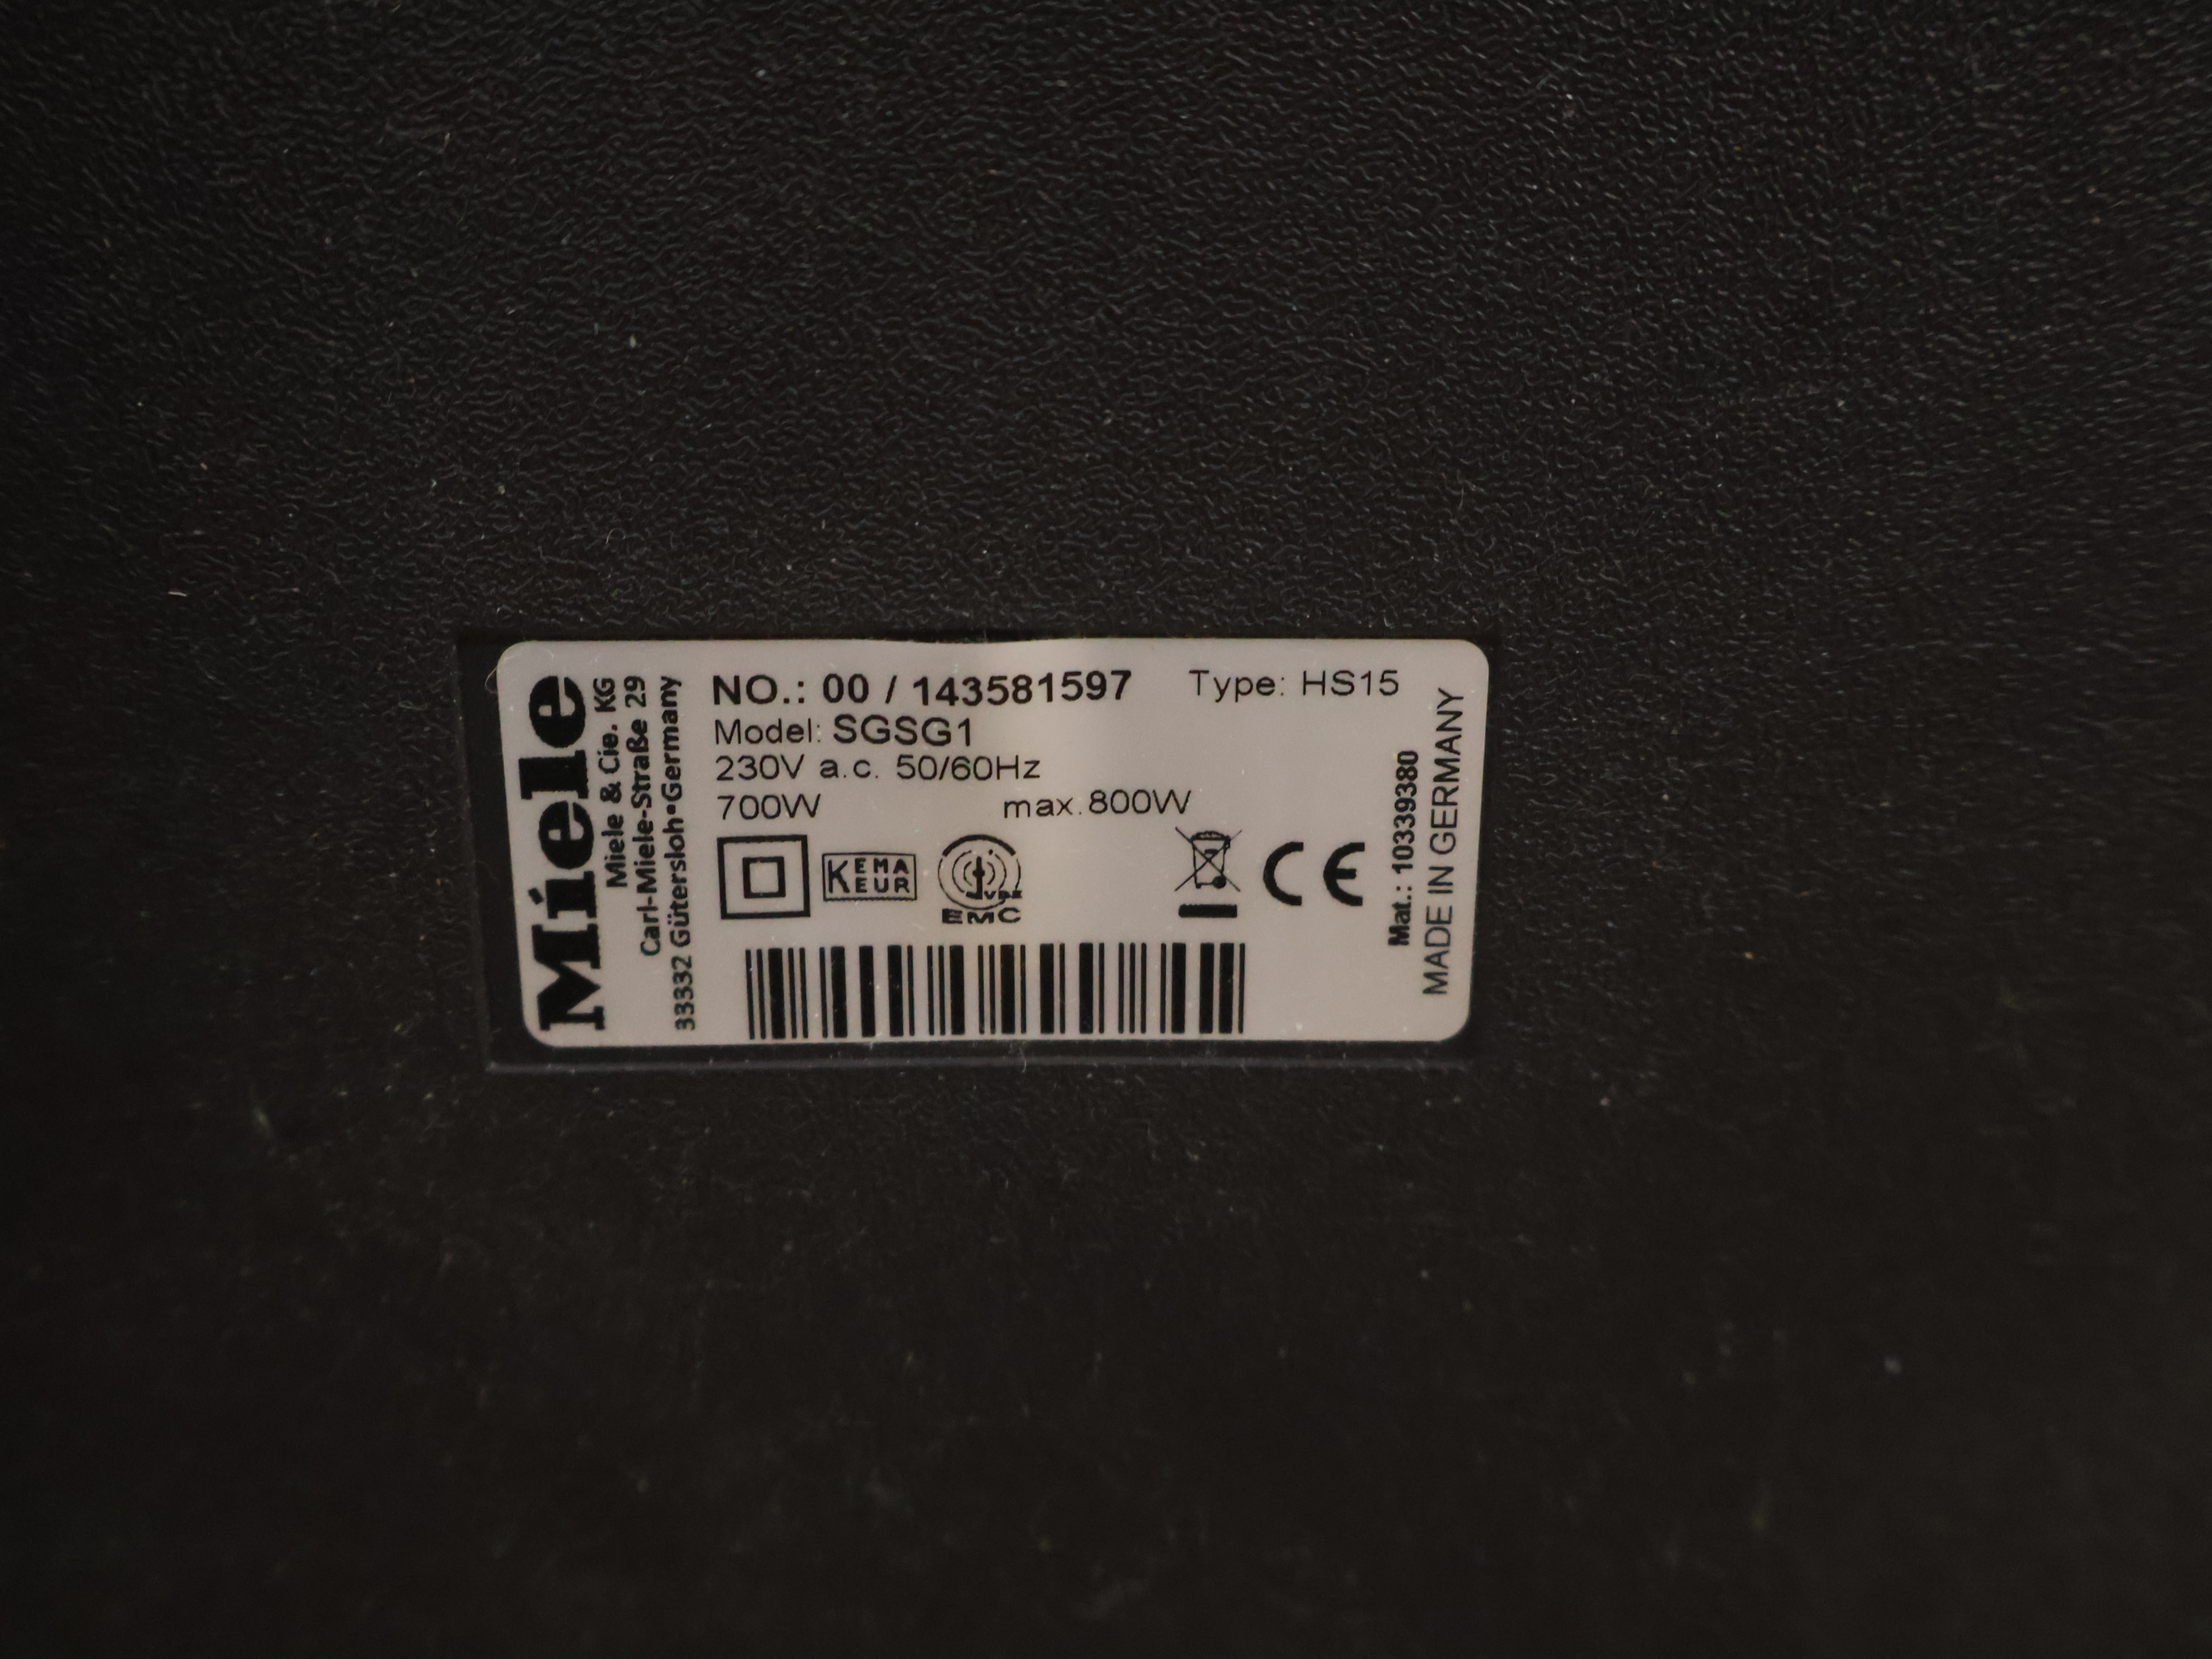 Miele
Miele & Cie. KG
Carl-Miele-Straße 29
33332 Gütersloh•Germany
NO.: 00 / 143581597 Type: HS15
Model: SGSG1
230V a.c. 50/60Hz
700W max.800W
KEMA
EUR
VDE
EMC
CE
Mat.: 10339380
MADE IN GERMANY